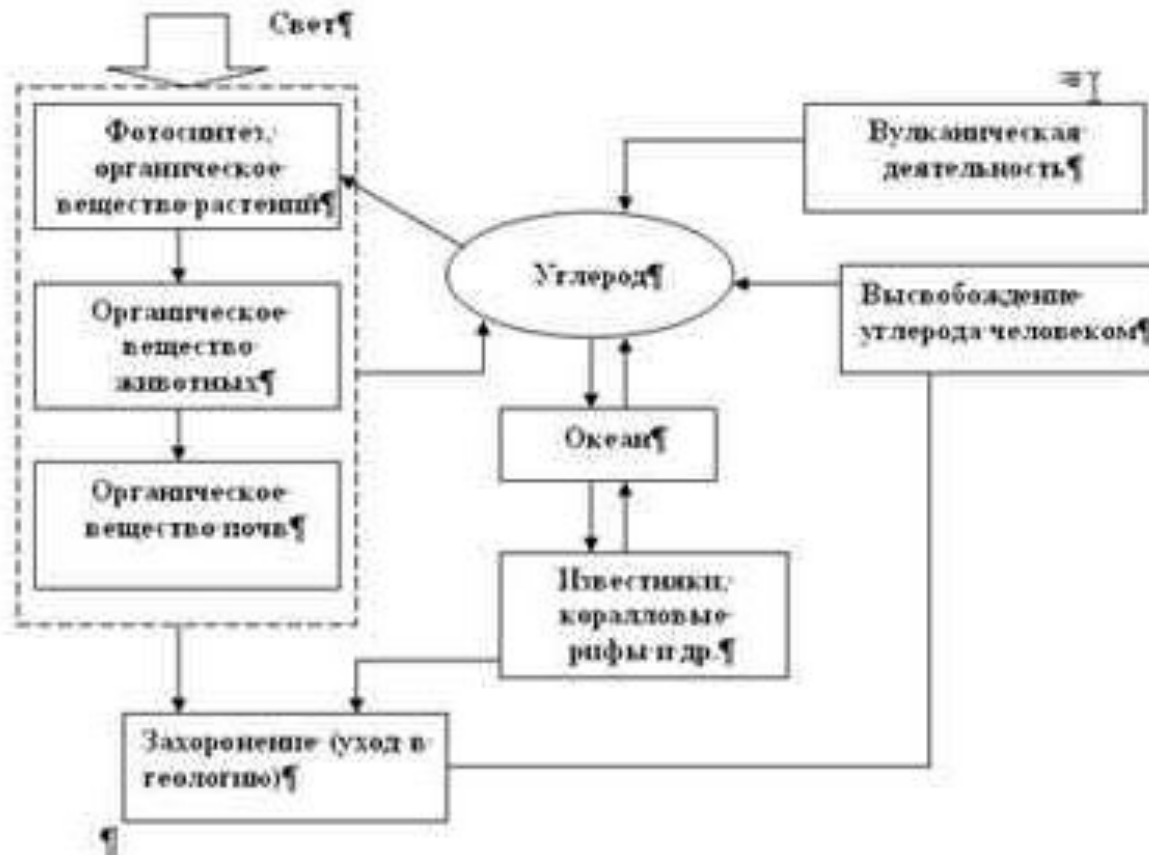 Свет¶
Фотосинтез,
органическое
вещество растений¶
Вулканическая
деятельность¶
Углерод¶
Высвобождение
углерода человеком¶
Органическое
вещество
животных¶
Океан¶
Органическое
вещество почв¶
Известняки,
коралловые
рифы и др.¶
Захоронение (уход в
геологию)¶
¶